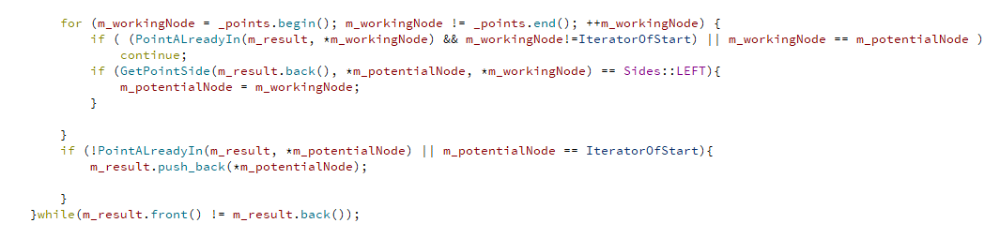 for (m_workingNode = _points.begin(); m_workingNode != _points.end(); ++m_workingNode) {
if ( (PointALreadyIn(m_result, *m_workingNode) && m_workingNode!=IteratorOfStart) || m_workingNode == m_potentialNode )
continue;
if (GetPointSide(m_result.back(), *m_potentialNode, *m_workingNode) == Sides::LEFT){
m_potentialNode = m_workingNode;
}
}
if (!PointALreadyIn(m_result, *m_potentialNode) || m_potentialNode == IteratorOfStart){
m_result.push_back(*m_potentialNode);
}
}while(m_result.front() != m_result.back());